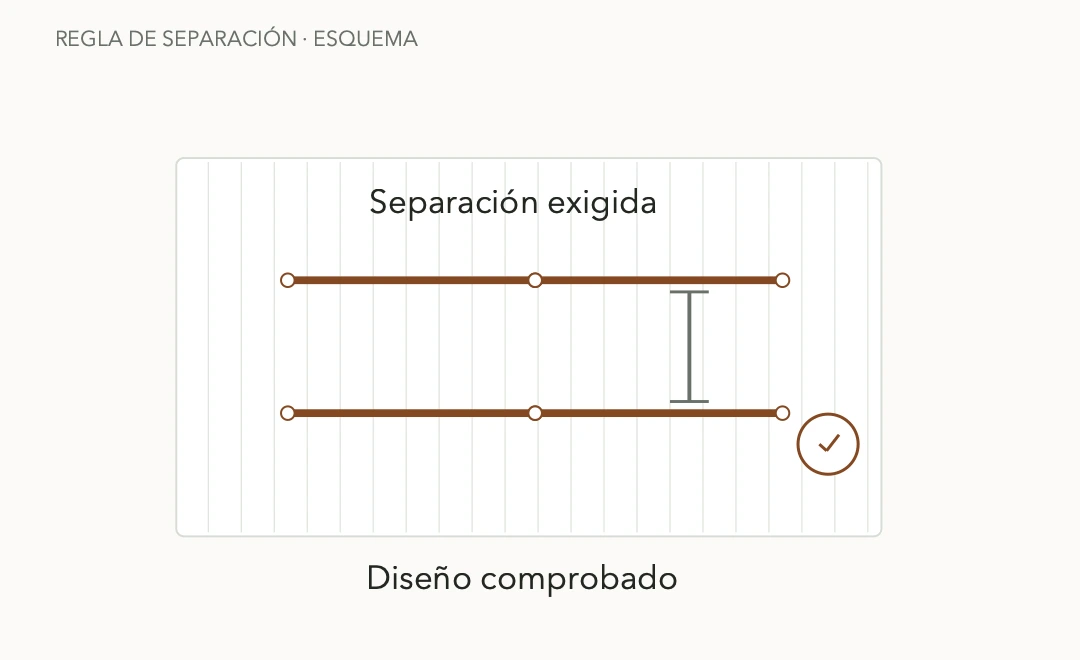 REGLA DE SEPARACIÓN · ESQUEMA
Separación exigida
Diseño comprobado